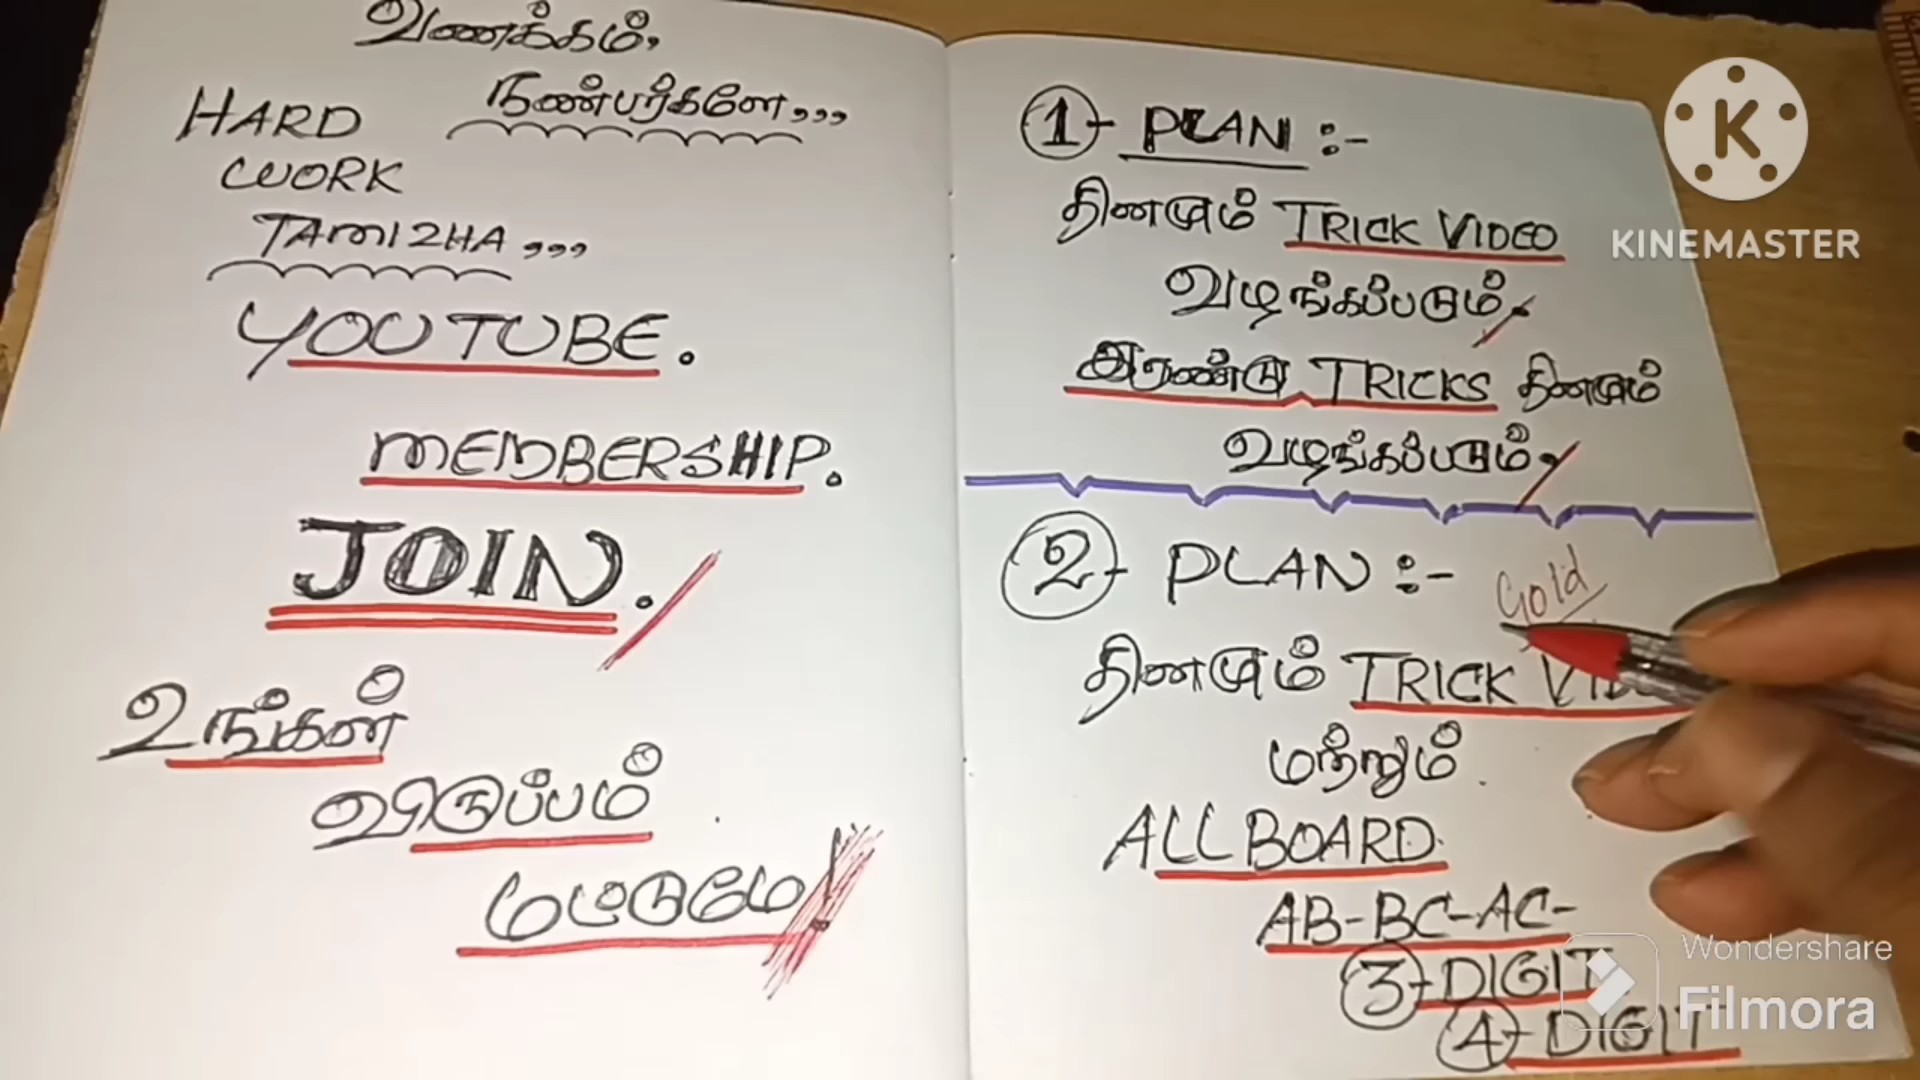 வணக்கம்,
நண்பர்களே,,,
HARD
WORK
TAMIZHA,,,
YOUTUBE.
MEMBERSHIP.
JOIN.
உங்கள்
விருப்பம்
மட்டுமே!
1- PLAN :-
தினமும் TRICK VIDEO
வழங்கப்படும்.
இரண்டு TRICKS தினமும்
வழங்கப்படும்.
2- PLAN :-
Gold
தினமும் TRICK
மற்றும்.
ALL BOARD.
AB-BC-AC-
3- DIGIT
4- DIGIT
KINEMASTER
Wondershare
Filmora